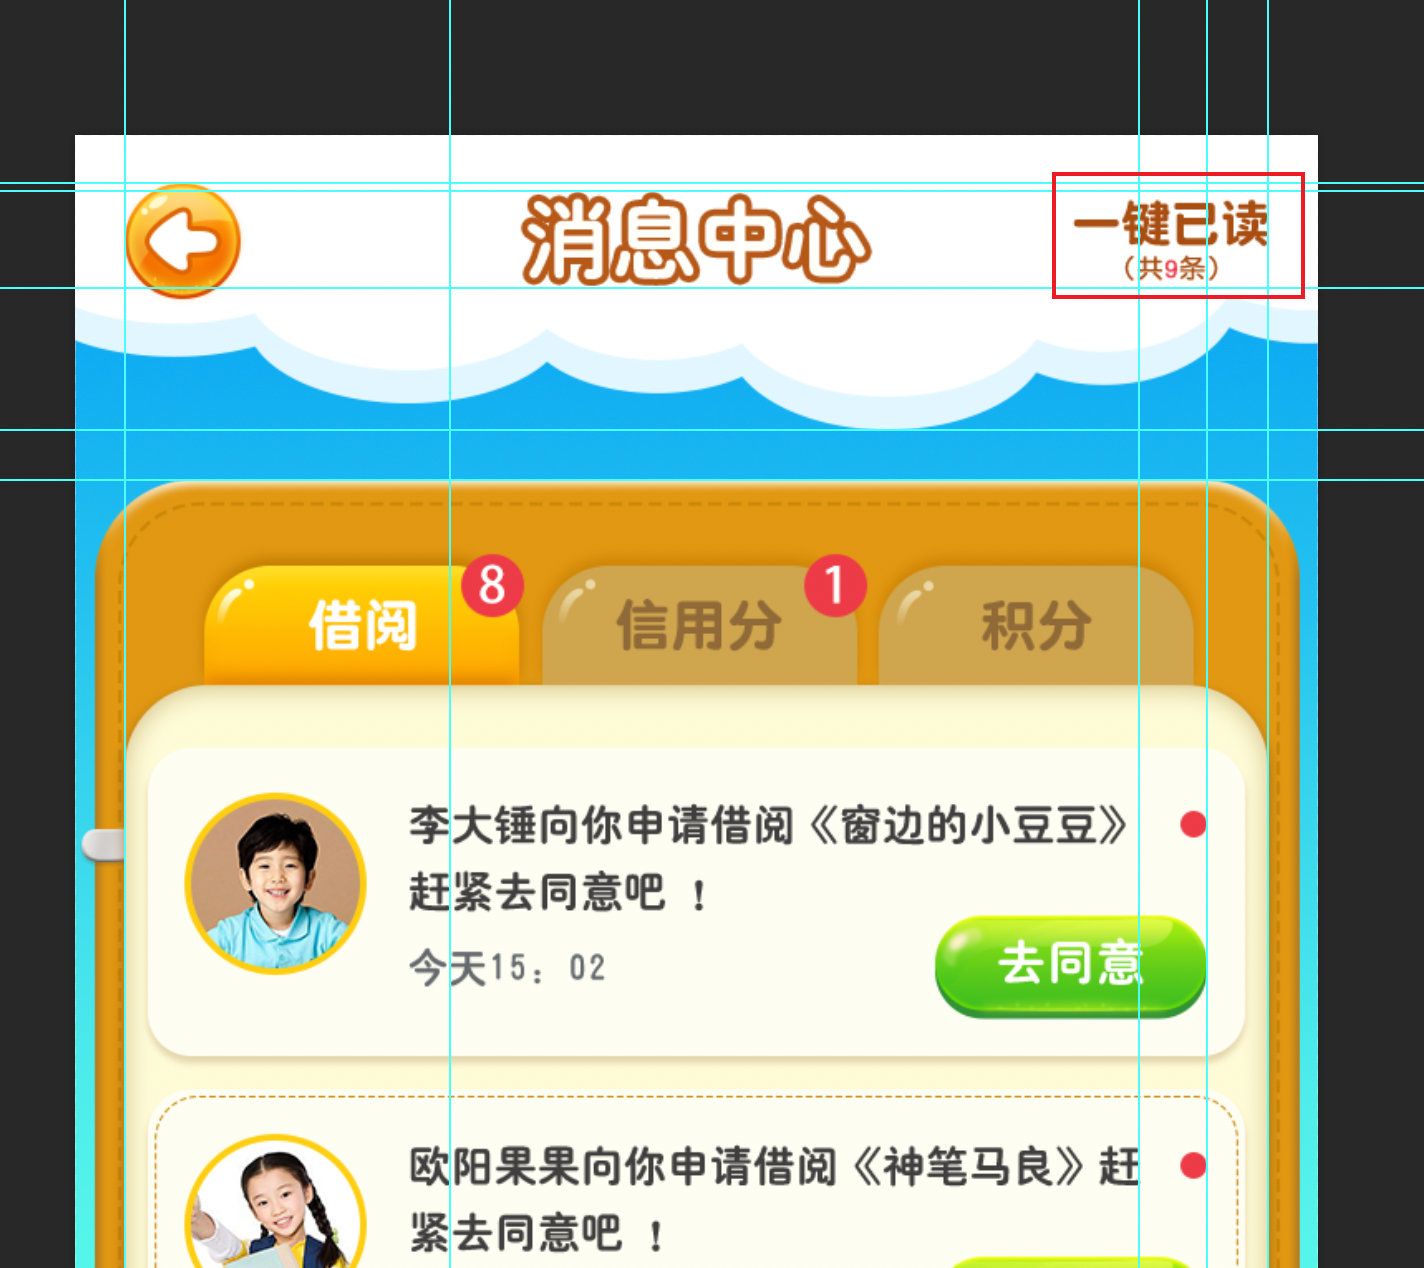 消息中心
一键已读
（共9条）
借阅
8
信用分
1
积分
李大锤向你申请借阅《窗边的小豆豆》
赶紧去同意吧 ！
今天15：02
去同意
欧阳果果向你申请借阅《神笔马良》赶
紧去同意吧 ！